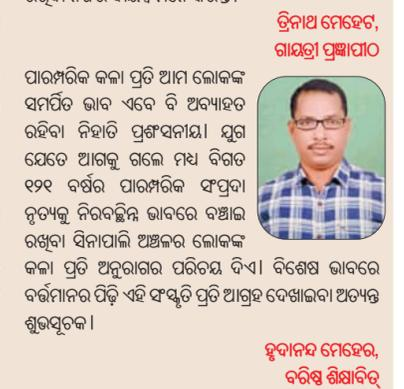 ତ୍ରିନାଥ ମେହେଟ,
ଗାୟତ୍ରୀ ପ୍ରଜ୍ଞାପୀଠ
ପାରମ୍ପରିକ କଳା ପ୍ରତି ଆମ ଲୋକଙ୍କ
ସମର୍ପିତ ଭାବ ଏବେ ବି ଅବ୍ୟାହତ
ରହିବା ନିହାତି ପ୍ରଶଂସନୀୟ। ଯୁଗ
ଯେତେ ଆଗକୁ ଗଲେ ମଧ୍ୟ ବିଗତ
୧୨୧ ବର୍ଷର ପାରମ୍ପରିକ ସଂପ୍ରଦା
ନୃତ୍ୟକୁ ନିରବଚ୍ଛିନ୍ନ ଭାବରେ ବଞ୍ଚାଇ
ରଖିବା ସିନାପାଲି ଅଞ୍ଚଳର ଲୋକଙ୍କ
କଳା ପ୍ରତି ଅନୁରାଗର ପରିଚୟ ଦିଏ। ବିଶେଷ ଭାବରେ
ବର୍ତ୍ତମାନର ପିଢ଼ି ଏହି ସଂସ୍କୃତି ପ୍ରତି ଆଗ୍ରହ ଦେଖାଇବା ଅତ୍ୟନ୍ତ
ଶୁଭସୂଚକ।
ହୃଦାନନ୍ଦ ମେହେର,
ବରିଷ୍ଠ ଶିକ୍ଷାବିତ୍